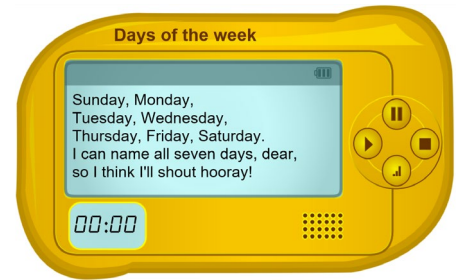 Days of the week
Sunday, Monday,
Tuesday, Wednesday,
Thursday, Friday, Saturday.
I can name all seven days, dear,
so I think I'll shout hooray!
00:00